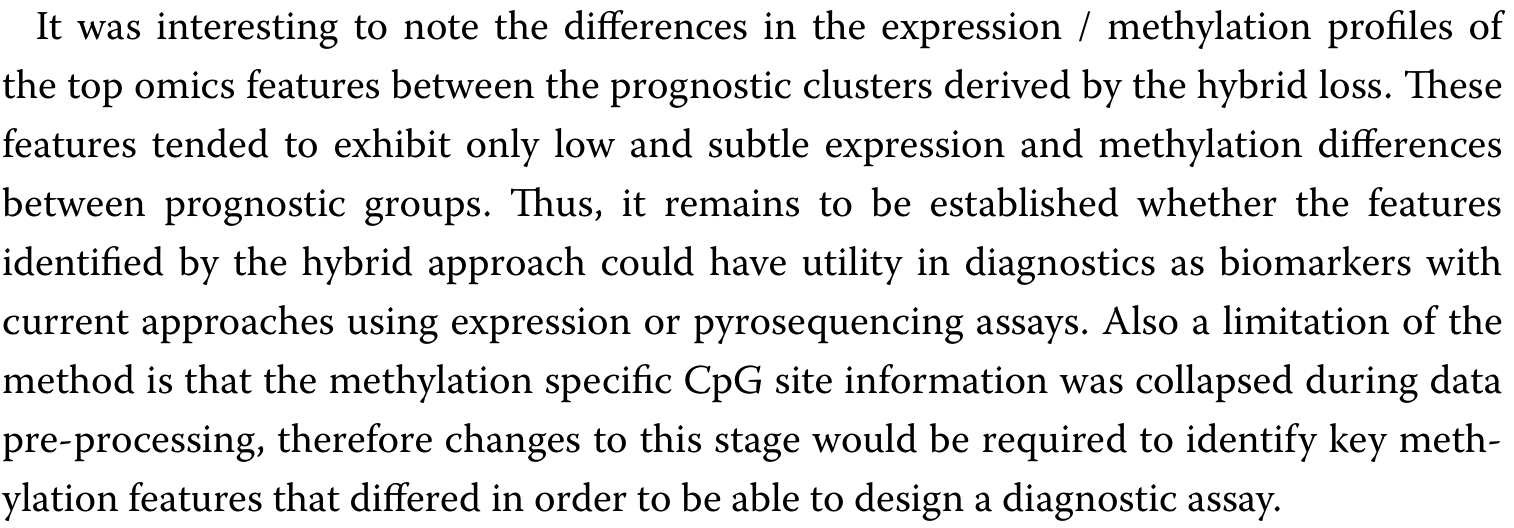 It was interesting to note the differences in the expression / methylation profiles of
the top omics features between the prognostic clusters derived by the hybrid loss. These
features tended to exhibit only low and subtle expression and methylation differences
between prognostic groups. Thus, it remains to be established whether the features
identified by the hybrid approach could have utility in diagnostics as biomarkers with
current approaches using expression or pyrosequencing assays. Also a limitation of the
method is that the methylation specific CpG site information was collapsed during data
pre-processing, therefore changes to this stage would be required to identify key meth-
ylation features that differed in order to be able to design a diagnostic assay.